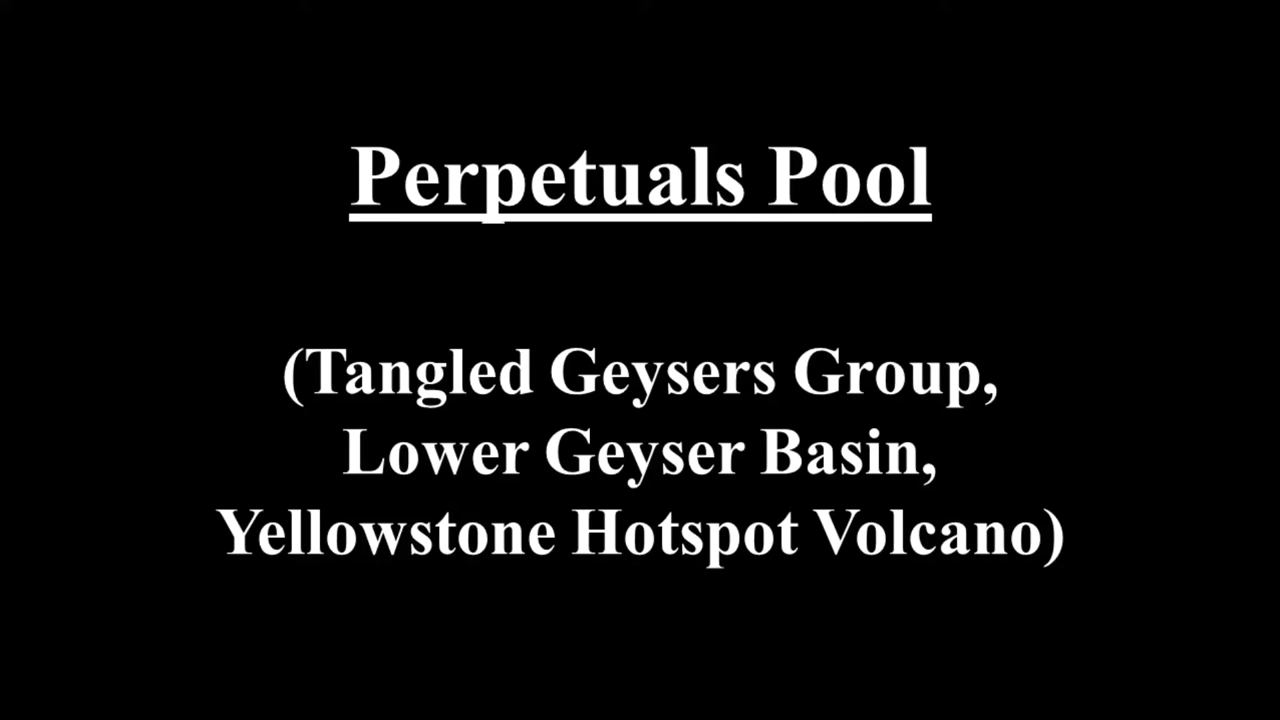 Perpetuals Pool
(Tangled Geysers Group,
Lower Geyser Basin,
Yellowstone Hotspot Volcano)